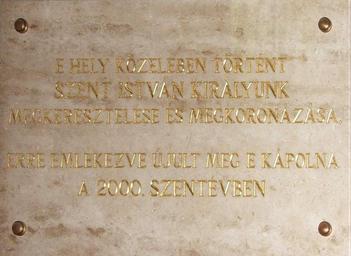 E HELY KÖZELÉBEN TÖRTÉNT
SZENT ISTVÁN KIRÁLYUNK
MEGKERESZTELÉSE ÉS MEGKORONÁZÁSA.
ERRE EMLÉKEZVE ÚJULT MEG E KÁPOLNA
A 2000. SZENTÉVBEN